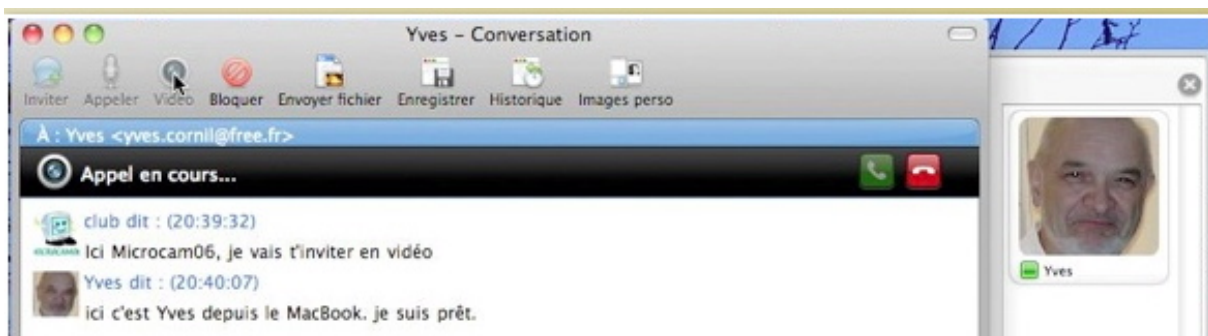 Yves – Conversation
Inviter Appeler Vidéo Bloquer Envoyer fichier Enregistrer Historique Images perso
À : Yves <yves.cornil@free.fr>
Appel en cours...
club dit : (20:39:32)
Ici Microcam06, je vais t'inviter en vidéo
Yves dit : (20:40:07)
ici c'est Yves depuis le MacBook. je suis prêt.
Yves